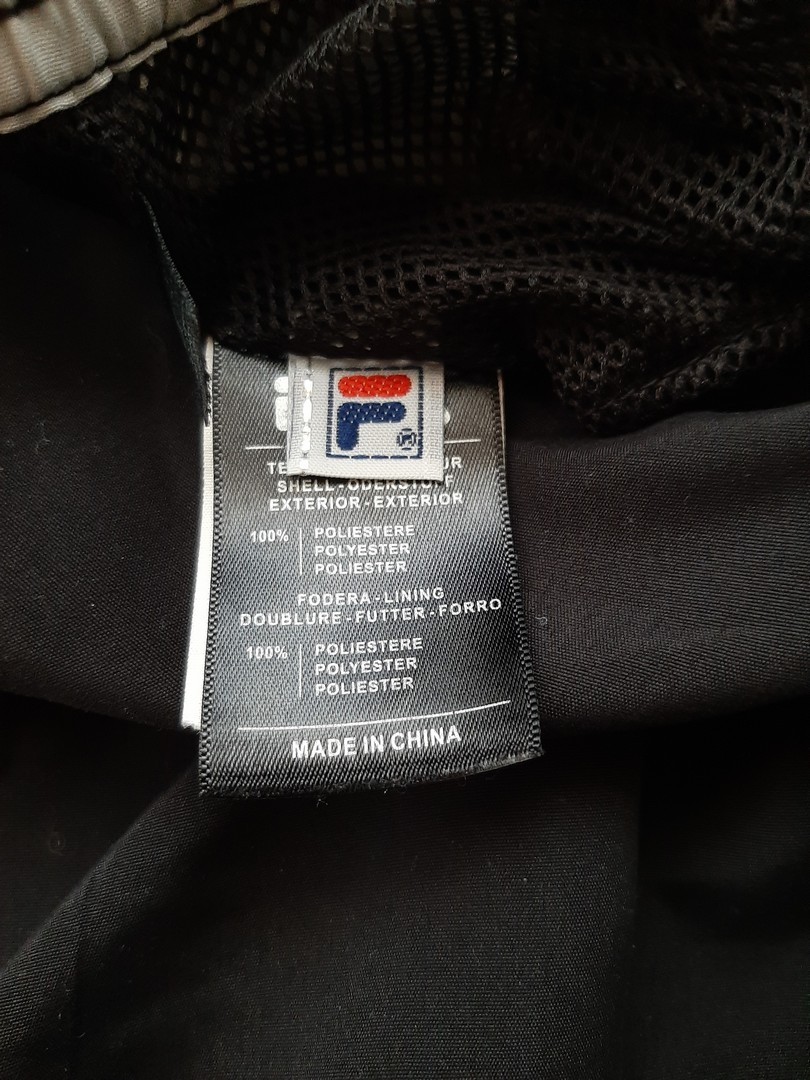 F
®
SHELL-OBERSTOFF
EXTERIOR-EXTERIOR
100% POLIESTERE
POLYESTER
POLIESTER
FODERA-LINING
DOUBLURE-FUTTER-FORRO
100% POLIESTERE
POLYESTER
POLIESTER
MADE IN CHINA